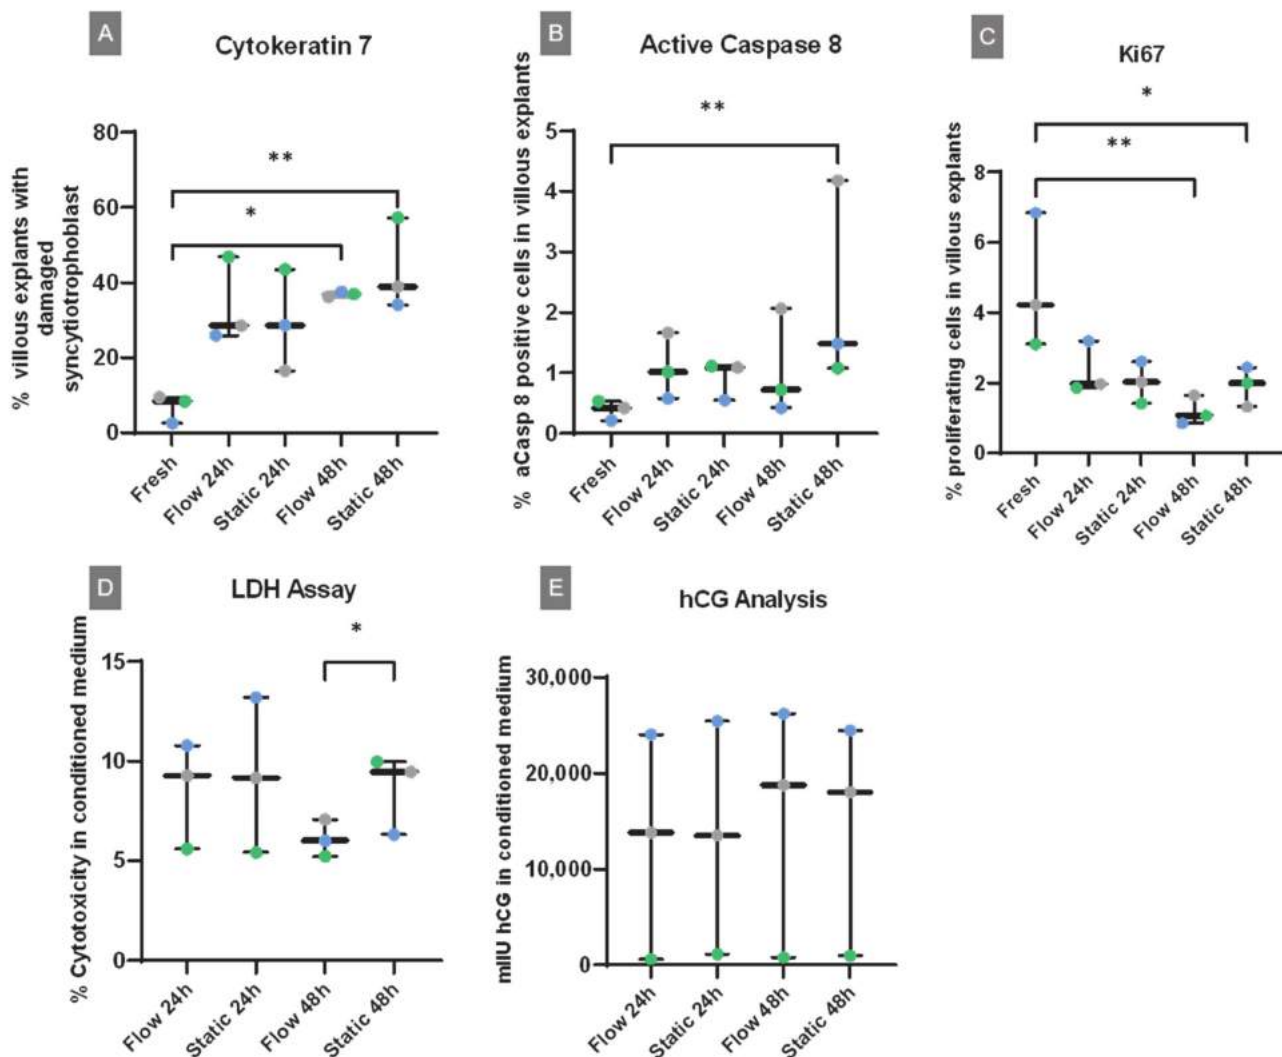 A
Cytokeratin 7
% villous explants with
damaged
syncytiotrophoblast
80
60
40
20
0
**
*
Fresh
Flow 24h
Static 24h
Flow 48h
Static 48h
B
Active Caspase 8
% aCasp 8 positive cells in villous explants
5
4
3
2
1
0
**
Fresh
Flow 24h
Static 24h
Flow 48h
Static 48h
C
Ki67
% proliferating cells in villous explants
8
6
4
2
0
*
**
Fresh
Flow 24h
Static 24h
Flow 48h
Static 48h
D
LDH Assay
% Cytotoxicity in conditioned medium
15
10
5
0
*
Flow 24h
Static 24h
Flow 48h
Static 48h
E
hCG Analysis
mIIU hCG in conditioned medium
30,000
20,000
10,000
0
Flow 24h
Static 24h
Flow 48h
Static 48h